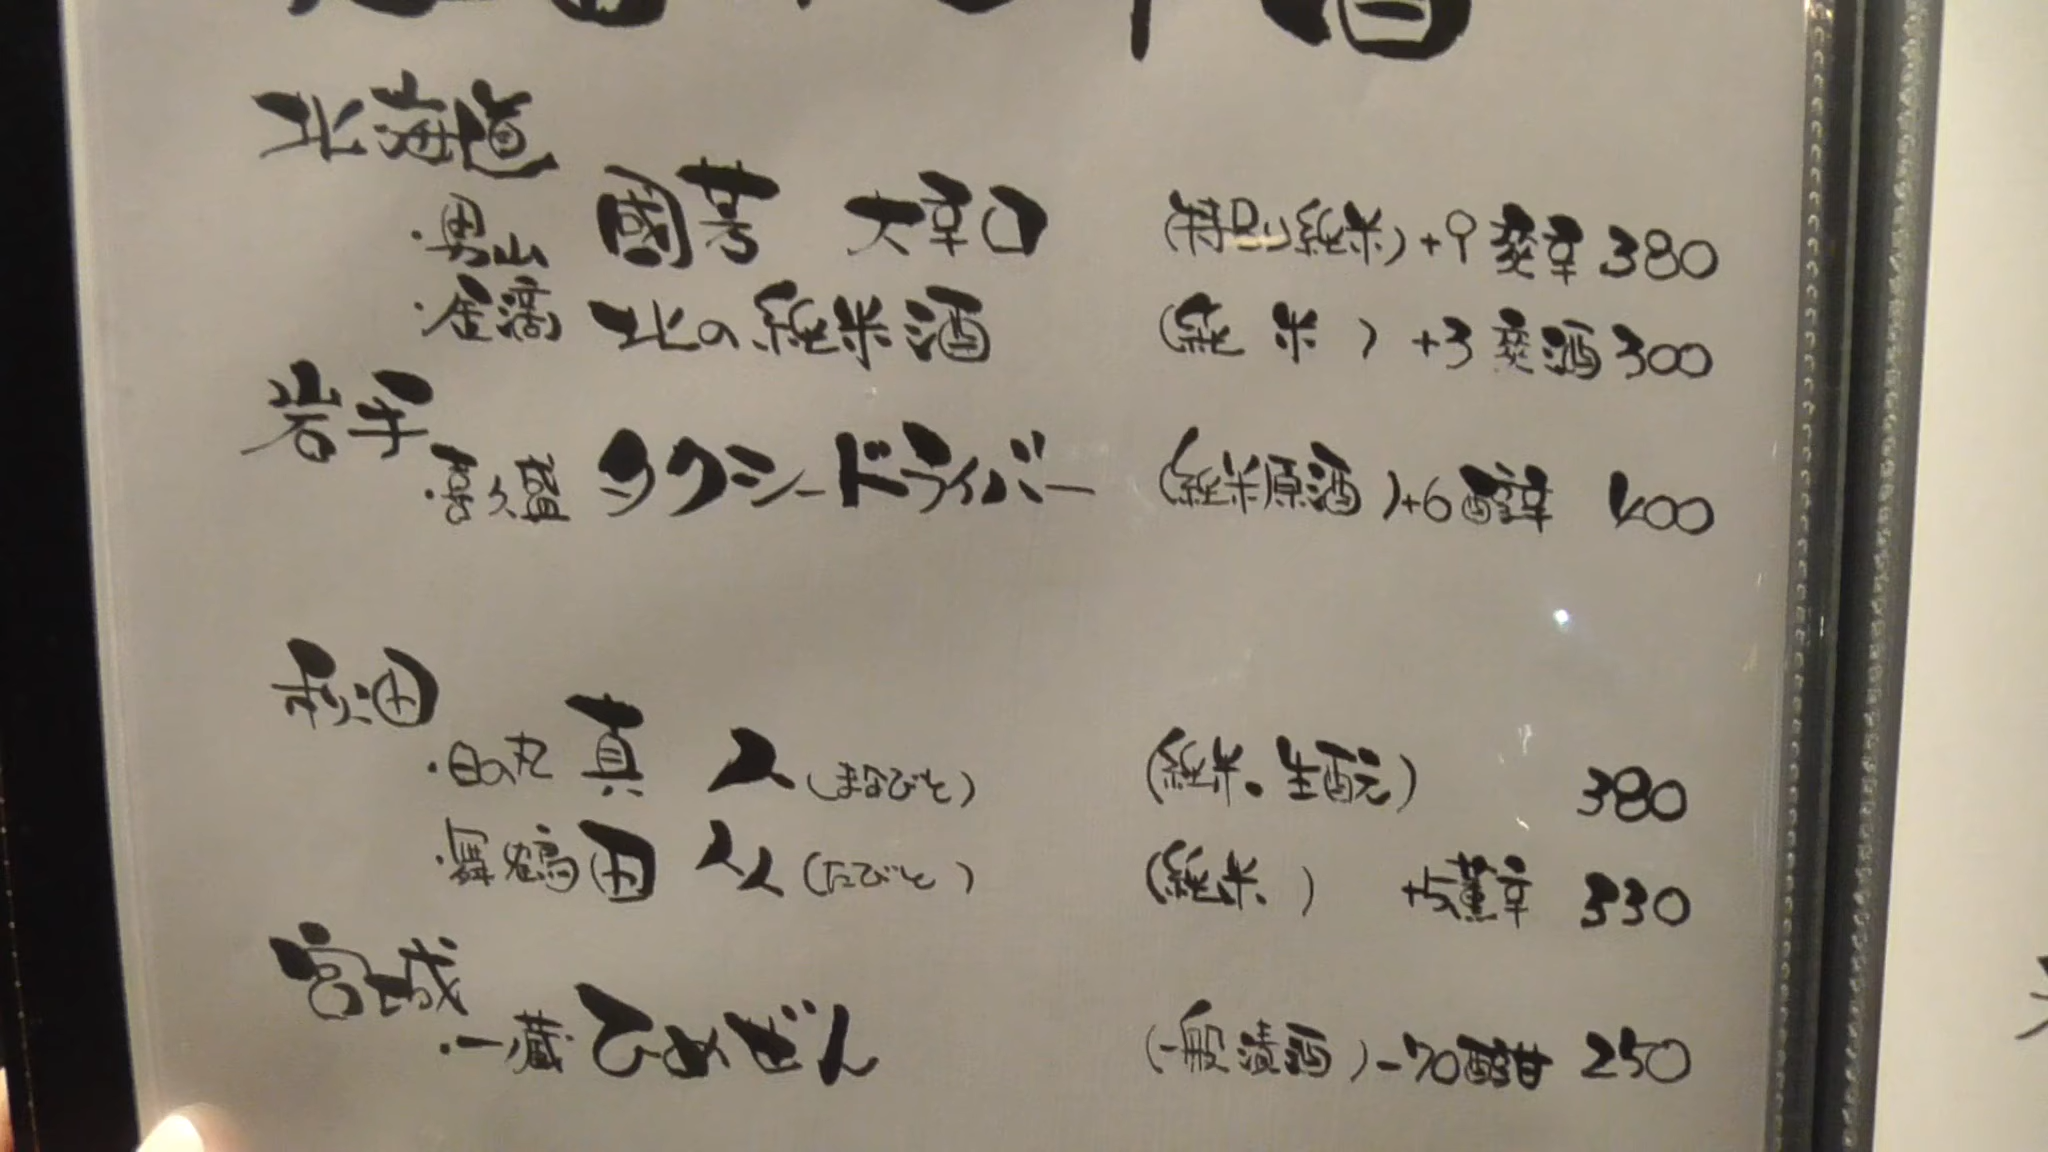 北海道
・男山 國芳 大辛口 (特別純米) +9 爽辛 380
・金滴 北の純米酒 (純米) +3 爽酒 300
岩手
・喜久盛 タクシードライバー (純米原酒) +6 醇辛 400
秋田
・日の丸 真人(まなびと) (純米・生酛) 380
・舞鶴 田人(たびと) (純米) 薫辛 330
宮城
・一ノ蔵 ひめぜん (一般清酒) -70 醇甘 250